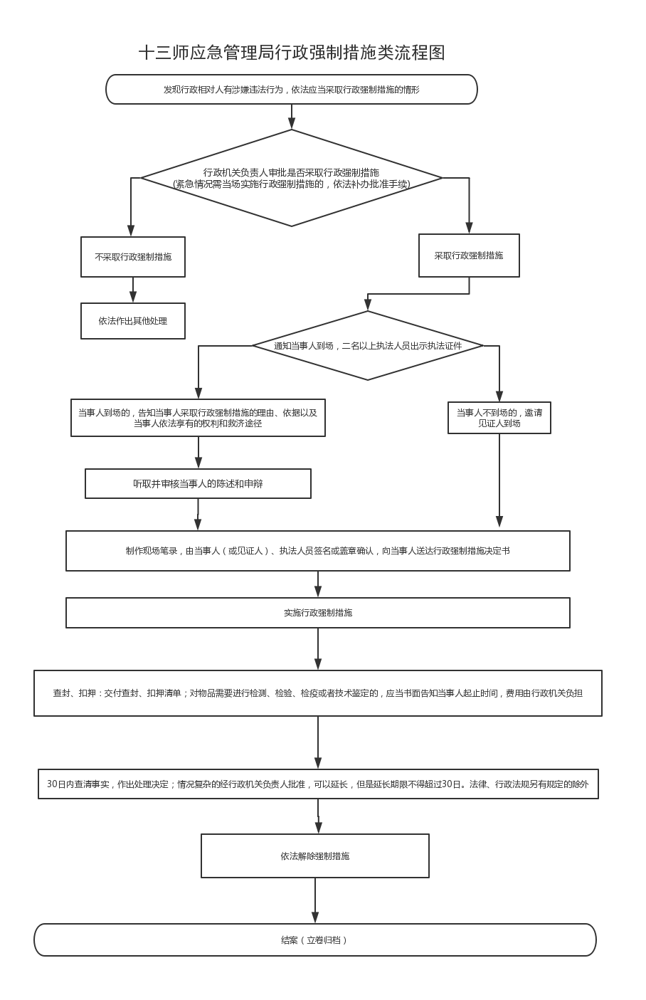 十三师应急管理局行政强制措施类流程图
发现行政相对人有涉嫌违法行为，依法应当采取行政强制措施的情形
行政机关负责人审批是否采取行政强制措施
(紧急情况需当场实施行政强制措施的，依法补办批准手续)
不采取行政强制措施
采取行政强制措施
依法作出其他处理
通知当事人到场，二名以上执法人员出示执法证件
当事人到场的，告知当事人采取行政强制措施的理由、依据以及
当事人依法享有的权利和救济途径
当事人不到场的，邀请
见证人到场
听取并审核当事人的陈述和申辩
制作现场笔录，由当事人（或见证人）、执法人员签名或盖章确认，向当事人送达行政强制措施决定书
实施行政强制措施
查封、扣押：交付查封、扣押清单；对物品需要进行检测、检验、检疫或者技术鉴定的，应当书面告知当事人起止时间，费用由行政机关负担
30日内查清事实，作出处理决定；情况复杂的经行政机关负责人批准，可以延长，但是延长期限不得超过30日。法律、行政法规另有规定的除外
依法解除强制措施
结案（立卷归档）